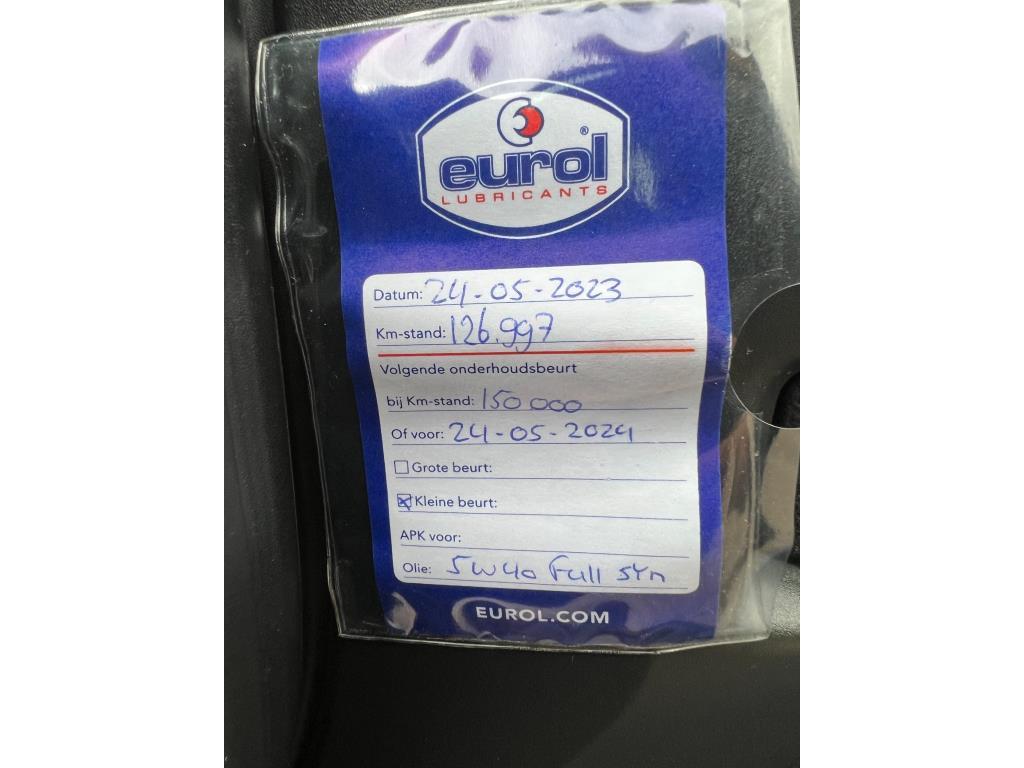 eurol®
LUBRICANTS
Datum: 24-05-2023
Km-stand: 126.997
Volgende onderhoudsbeurt
bij Km-stand: 150 000
Of voor: 24-05-2024
Grote beurt:
Kleine beurt:
APK voor:
Olie: 5W40 Full syn
EUROL.COM